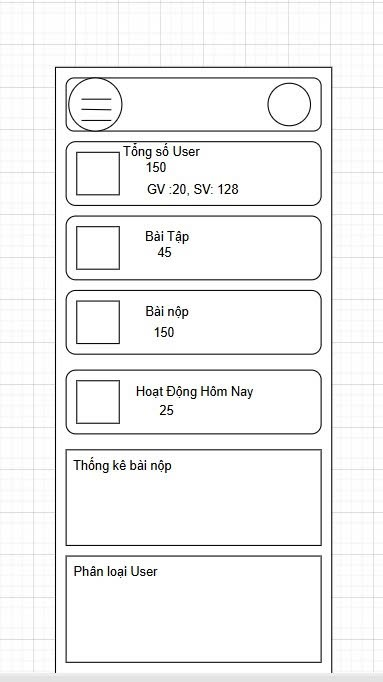 Tổng số User
150
GV :20, SV: 128
Bài Tập
45
Bài nộp
150
Hoạt Động Hôm Nay
25
Thống kê bài nộp
Phân loại User